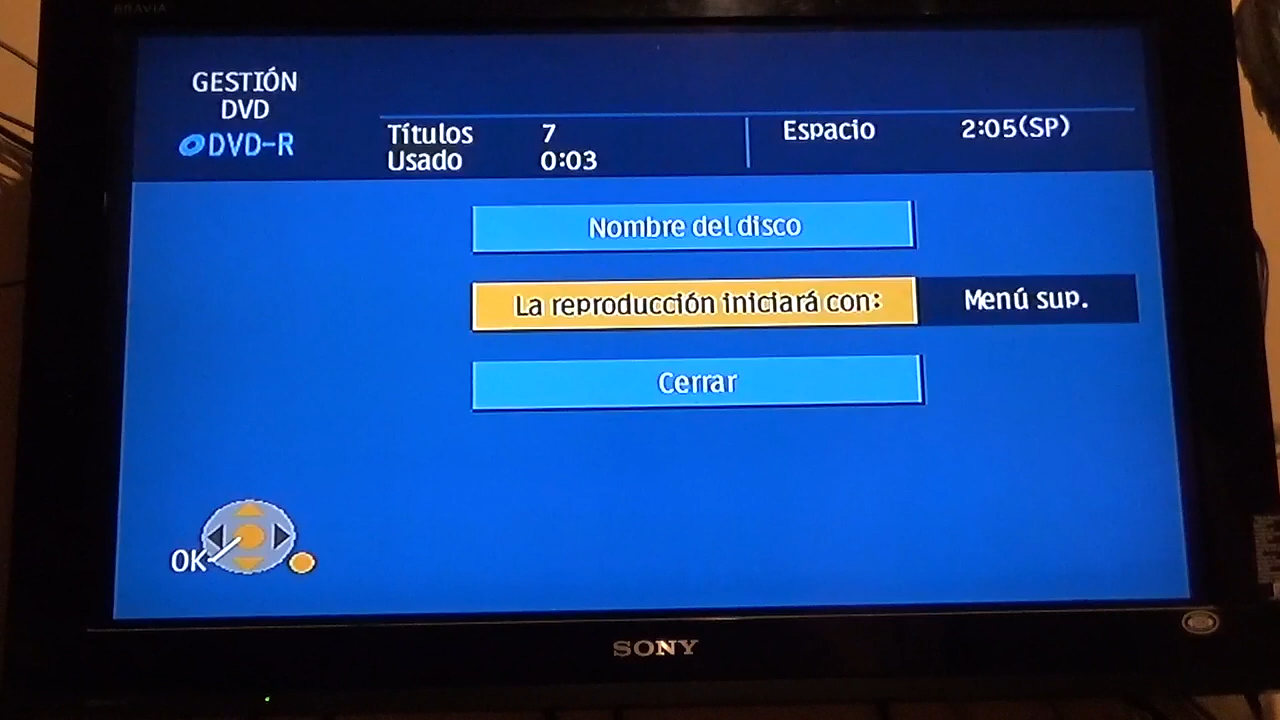 BRAVIA
GESTIÓN
DVD
DVD-R
Títulos 7
Usado 0:03
Espacio 2:05(SP)
Nombre del disco
La reproducción iniciará con: Menú sup.
Cerrar
OK
SONY